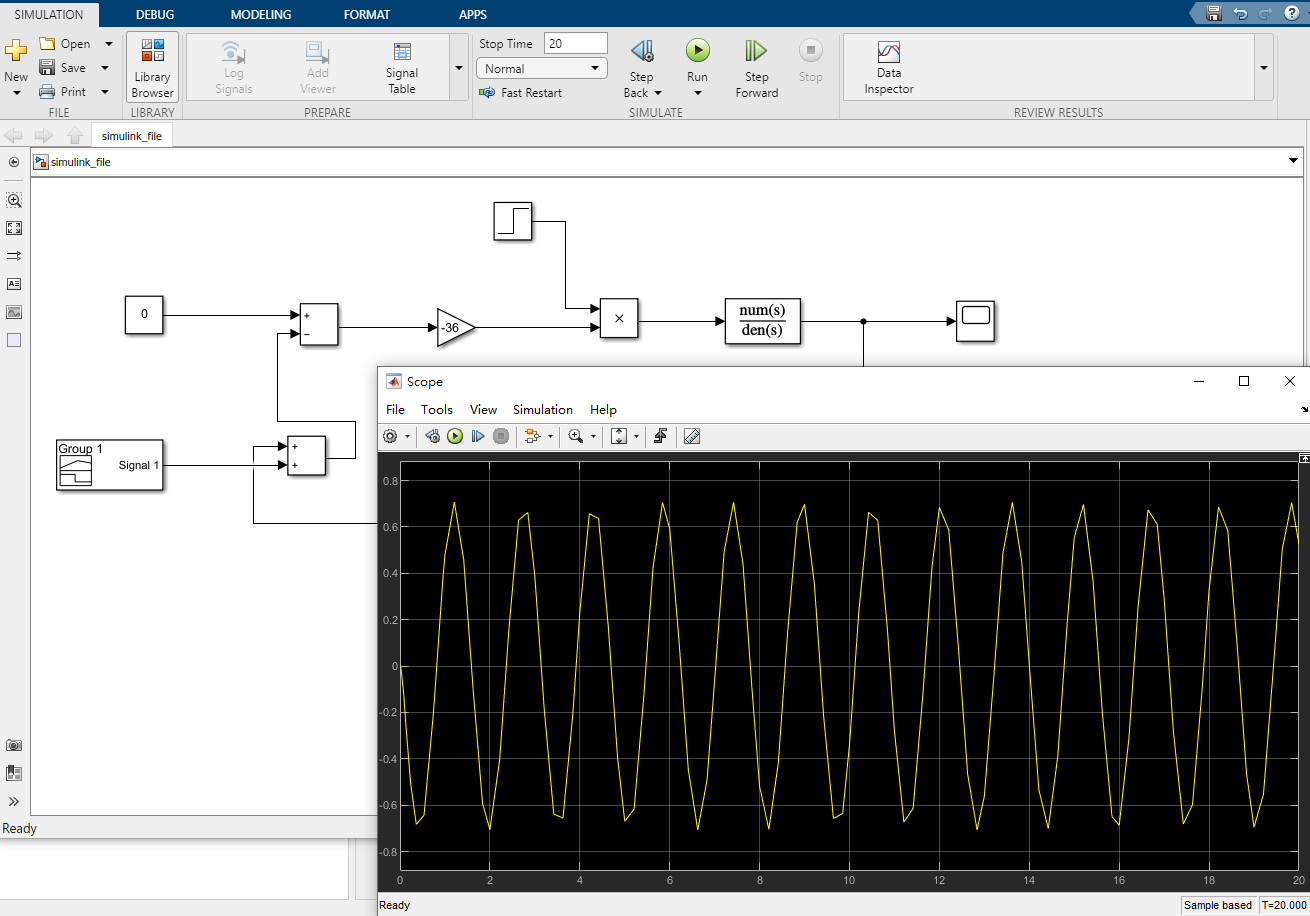 SIMULATION DEBUG MODELING FORMAT APPS
New
Open
Save
Print
FILE
Library
Browser
LIBRARY
Log
Signals
Add
Viewer
Signal
Table
PREPARE
Stop Time 20
Normal
Fast Restart
Step
Back
Run
Step
Forward
Stop
SIMULATE
Data
Inspector
REVIEW RESULTS
simulink_file
simulink_file
0
+
−
-36
×
num(s)
den(s)
Group 1
Signal 1
+
+
Ready
Scope
File Tools View Simulation Help
0.8
0.6
0.4
0.2
0
-0.2
-0.4
-0.6
-0.8
0 2 4 6 8 10 12 14 16 18 20
Ready
Sample based T=20.000